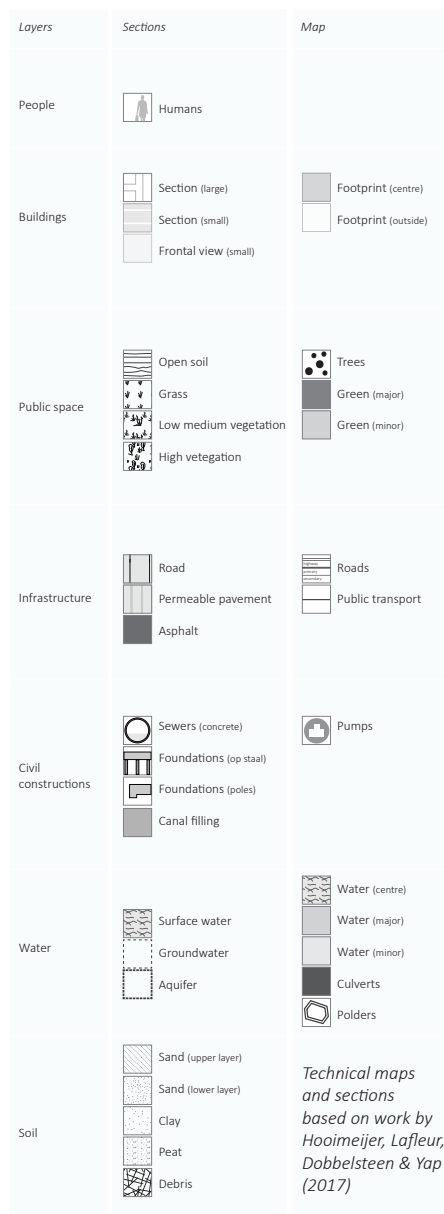 Layers Sections Map
People
Humans
Buildings
Section (large)
Section (small)
Frontal view (small)
Footprint (centre)
Footprint (outside)
Public space
Open soil
Grass
Low medium vegetation
High vetegation
Trees
Green (major)
Green (minor)
Infrastructure
Road
Permeable pavement
Asphalt
highway
primary
secondary
Roads
Public transport
Civil
constructions
Sewers (concrete)
Foundations (op staal)
Foundations (poles)
Canal filling
Pumps
Water
Surface water
Groundwater
Aquifer
Water (centre)
Water (major)
Water (minor)
Culverts
Polders
Soil
Sand (upper layer)
Sand (lower layer)
Clay
Peat
Debris
Technical maps
and sections
based on work by
Hooimeijer, Lafleur,
Dobbelsteen & Yap
(2017)